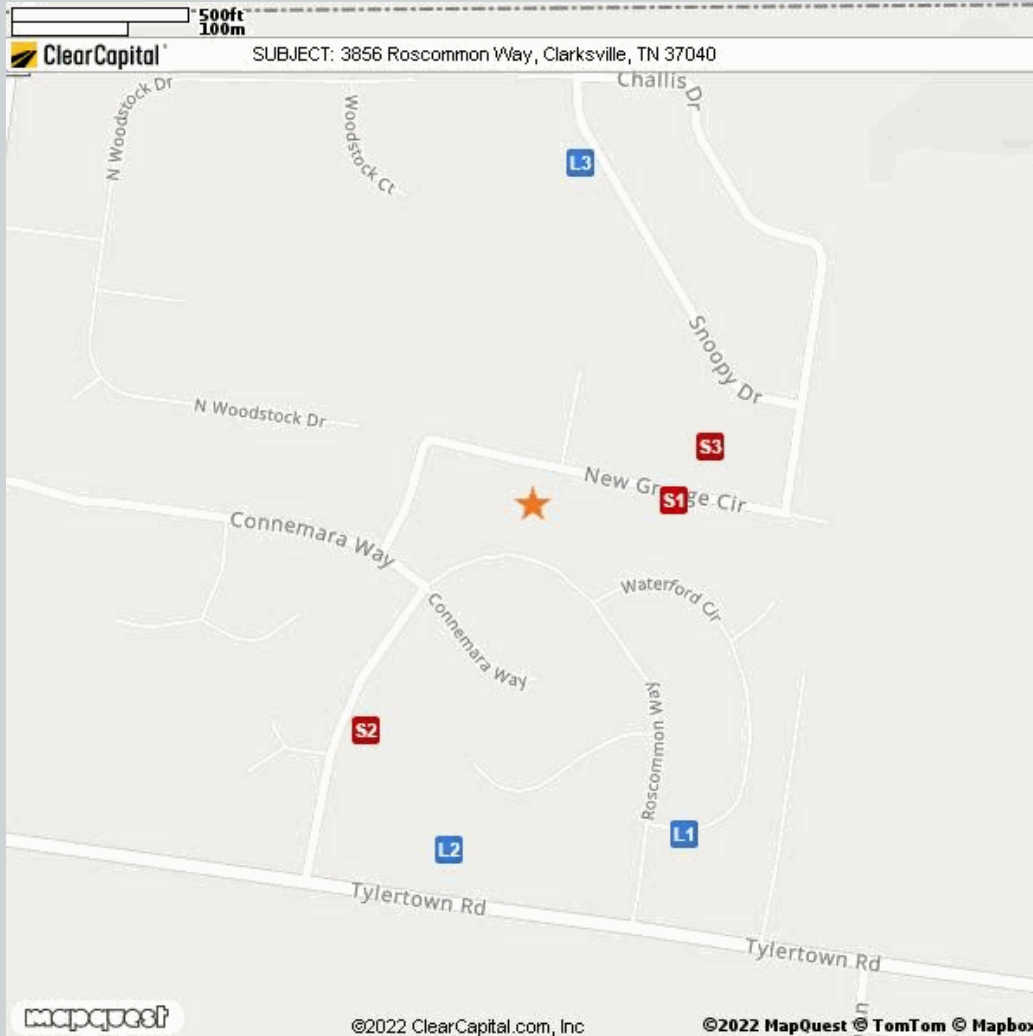 500ft
100m
ClearCapital
SUBJECT: 3856 Roscommon Way, Clarksville, TN 37040
N Woodstock Dr
Woodstock Ct
Challis Dr
L3
Snoopy Dr
N Woodstock Dr
S3
New Grange Cir
S1
Connemara Way
Waterford Cir
Connemara Way
Roscommon Way
S2
L1
L2
Tylertown Rd
Tylertown Rd
mapquest
©2022 ClearCapital.com, Inc
©2022 MapQuest © TomTom © Mapbox